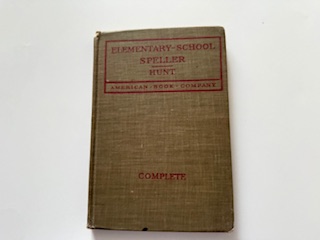 ELEMENTARY-SCHOOL
SPELLER
HUNT
AMERICAN·BOOK·COMPANY
COMPLETE